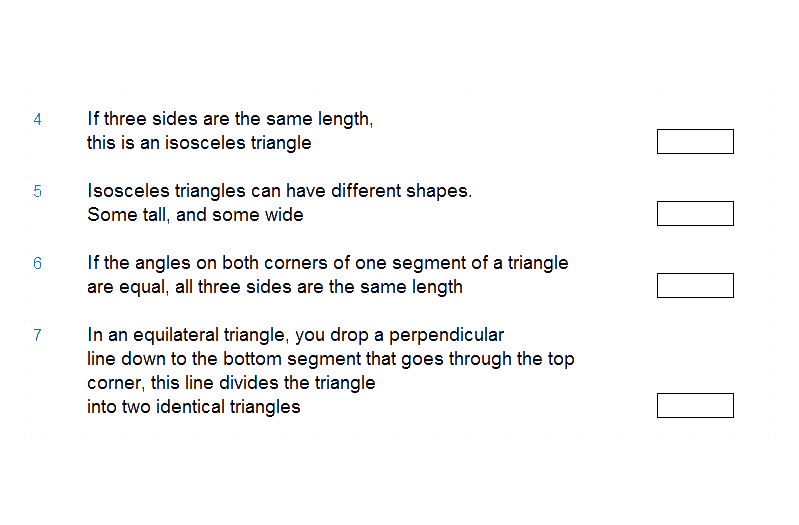 4 If three sides are the same length,
this is an isosceles triangle
5 Isosceles triangles can have different shapes.
Some tall, and some wide
6 If the angles on both corners of one segment of a triangle
are equal, all three sides are the same length
7 In an equilateral triangle, you drop a perpendicular
line down to the bottom segment that goes through the top
corner, this line divides the triangle
into two identical triangles